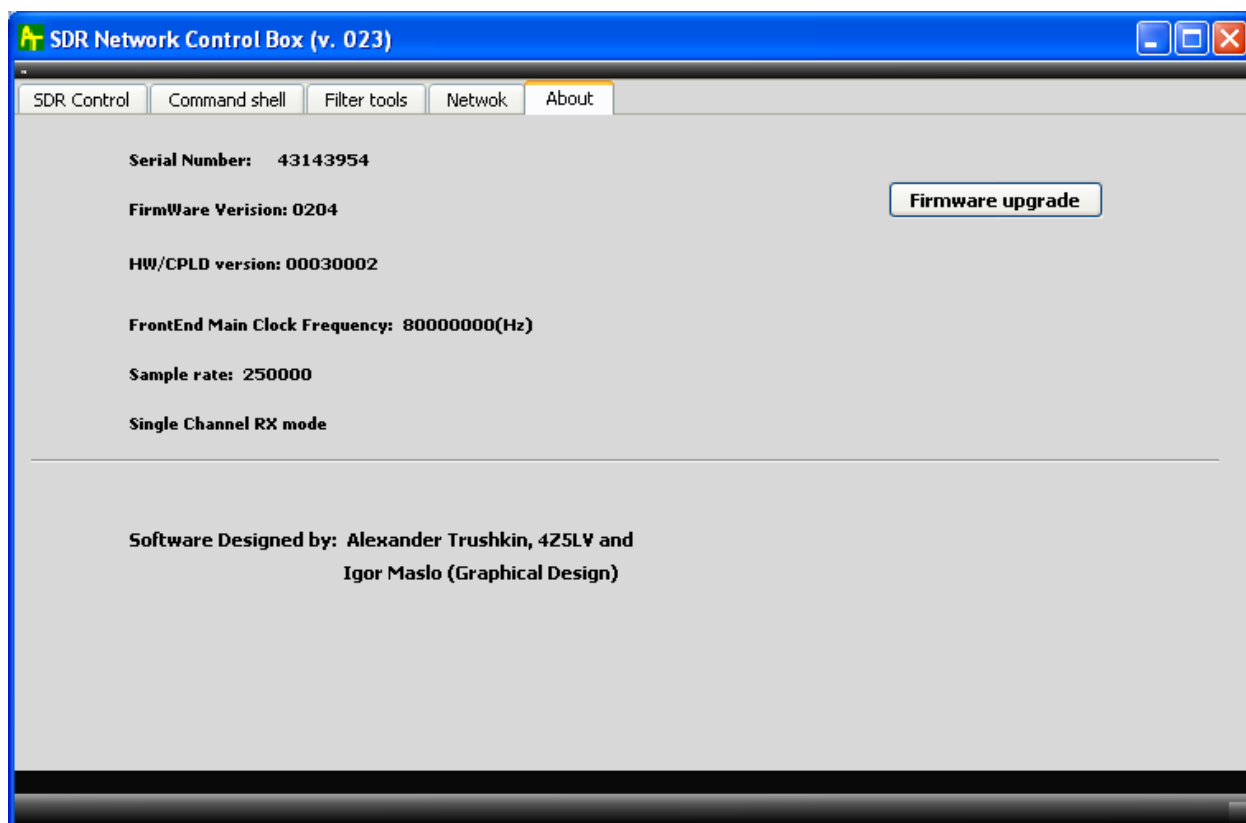 SDR Network Control Box (v. 023)
SDR Control
Command shell
Filter tools
Netwok
About
Serial Number: 43143954
Firmware upgrade
FirmWare Verision: 0204
HW/CPLD version: 00030002
FrontEnd Main Clock Frequency: 80000000(Hz)
Sample rate: 250000
Single Channel RX mode
Software Designed by: Alexander Trushkin, 4Z5LV and
Igor Maslo (Graphical Design)